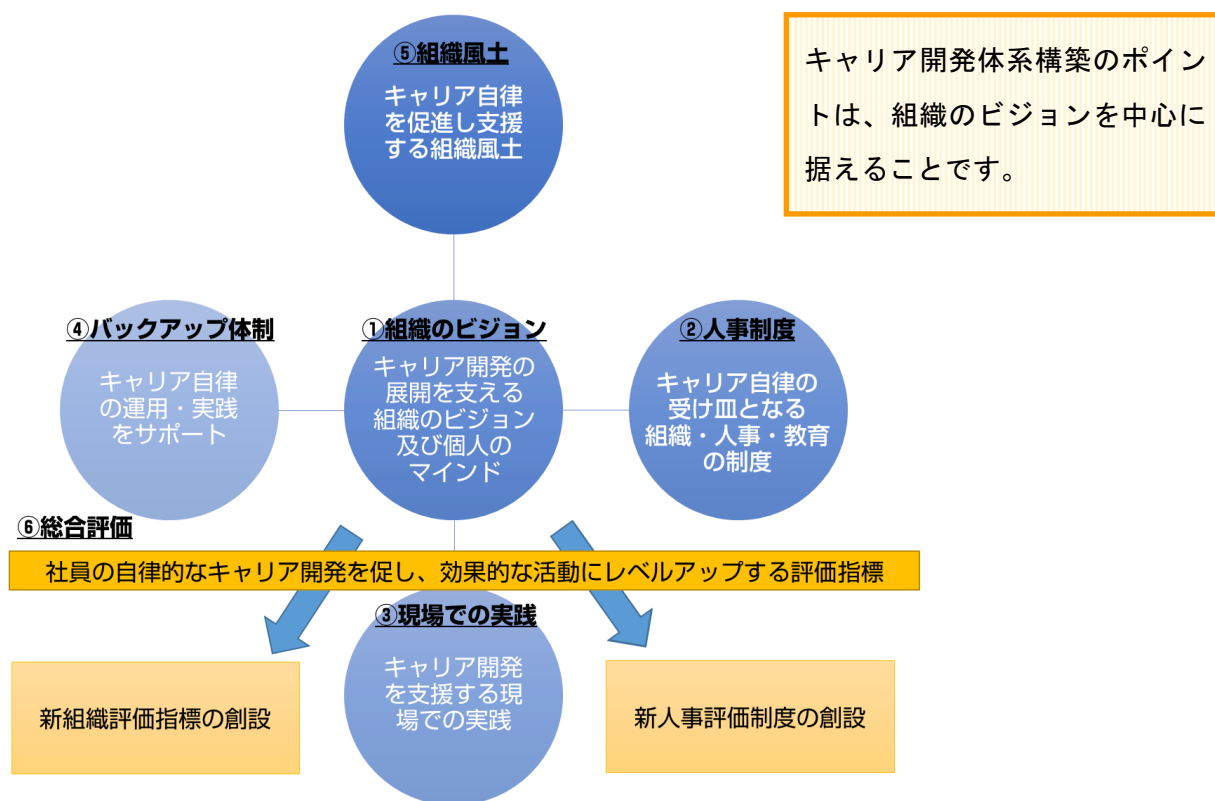 ⑤組織風土
キャリア自律
を促進し支援
する組織風土
キャリア開発体系構築のポイン
トは、組織のビジョンを中心に
据えることです。
④バックアップ体制
キャリア自律
の運用・実践
をサポート
①組織のビジョン
キャリア開発の
展開を支える
組織のビジョン
及び個人の
マインド
②人事制度
キャリア自律の
受け皿となる
組織・人事・教育
の制度
⑥総合評価
社員の自律的なキャリア開発を促し、効果的な活動にレベルアップする評価指標
③現場での実践
キャリア開発
を支援する現
場での実践
新組織評価指標の創設
新人事評価制度の創設